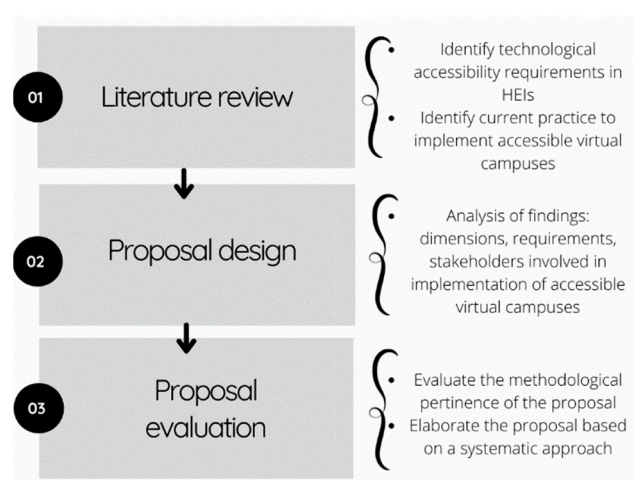 01
Literature review
• Identify technological
accessibility requirements in
HEIs
• Identify current practice to
implement accessible virtual
campuses
02
Proposal design
• Analysis of findings:
dimensions, requirements,
stakeholders involved in
implementation of accessible
virtual campuses
03
Proposal
evaluation
• Evaluate the methodological
pertinence of the proposal
• Elaborate the proposal based
on a systematic approach